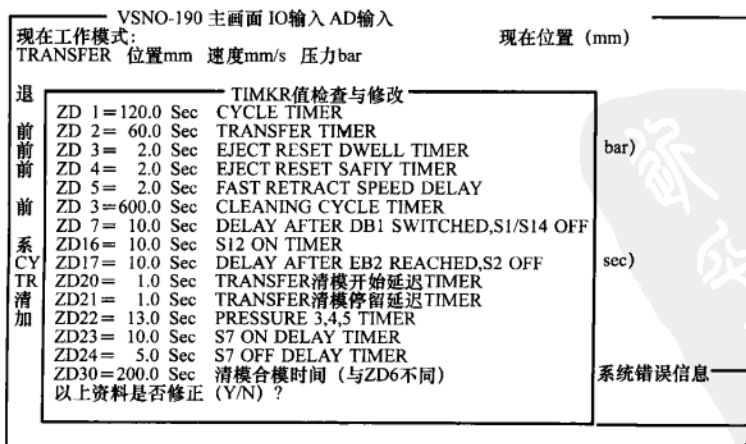 VSNO-190 主画面 IO输入 AD输入
现在工作模式: 现在位置（mm）
TRANSFER 位置mm 速度mm/s 压力bar
退 TIMKR值检查与修改
ZD 1=120.0 Sec CYCLE TIMER
前 ZD 2= 60.0 Sec TRANSFER TIMER
前 ZD 3= 2.0 Sec EJECT RESET DWELL TIMER bar)
前 ZD 4= 2.0 Sec EJECT RESET SAFIY TIMER
ZD 5= 2.0 Sec FAST RETRACT SPEED DELAY
前 ZD 3=600.0 Sec CLEANING CYCLE TIMER
ZD 7= 10.0 Sec DELAY AFTER DB1 SWITCHED,S1/S14 OFF
系 ZD16= 10.0 Sec S12 ON TIMER
CY ZD17= 10.0 Sec DELAY AFTER EB2 REACHED,S2 OFF sec)
TR ZD20= 1.0 Sec TRANSFER清模开始延迟TIMER
清 ZD21= 1.0 Sec TRANSFER清模停留延迟TIMER
加 ZD22= 13.0 Sec PRESSURE 3,4,5 TIMER
ZD23= 10.0 Sec S7 ON DELAY TIMER
ZD24= 5.0 Sec S7 OFF DELAY TIMER
ZD30=200.0 Sec 清模合模时间（与ZD6不同） 系统错误信息
以上资料是否修正（Y/N）?